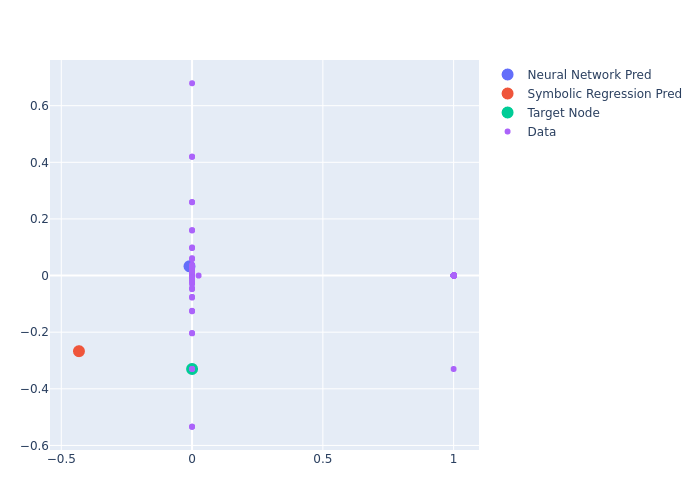 Neural Network Pred
Symbolic Regression Pred
Target Node
Data
0.6
0.4
0.2
0
−0.2
−0.4
−0.6
−0.5
0
0.5
1